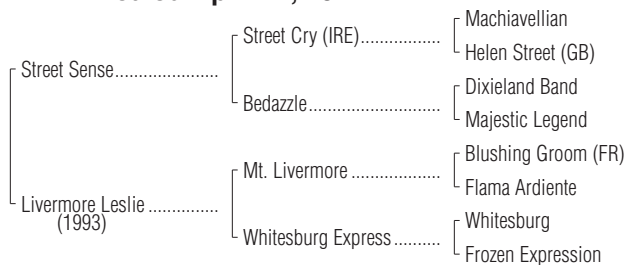 Machiavellian
Street Cry (IRE)
Helen Street (GB)
Street Sense
Dixieland Band
Bedazzle
Majestic Legend
Blushing Groom (FR)
Mt. Livermore
Flama Ardiente
Livermore Leslie
(1993)
Whitesburg
Whitesburg Express
Frozen Expression